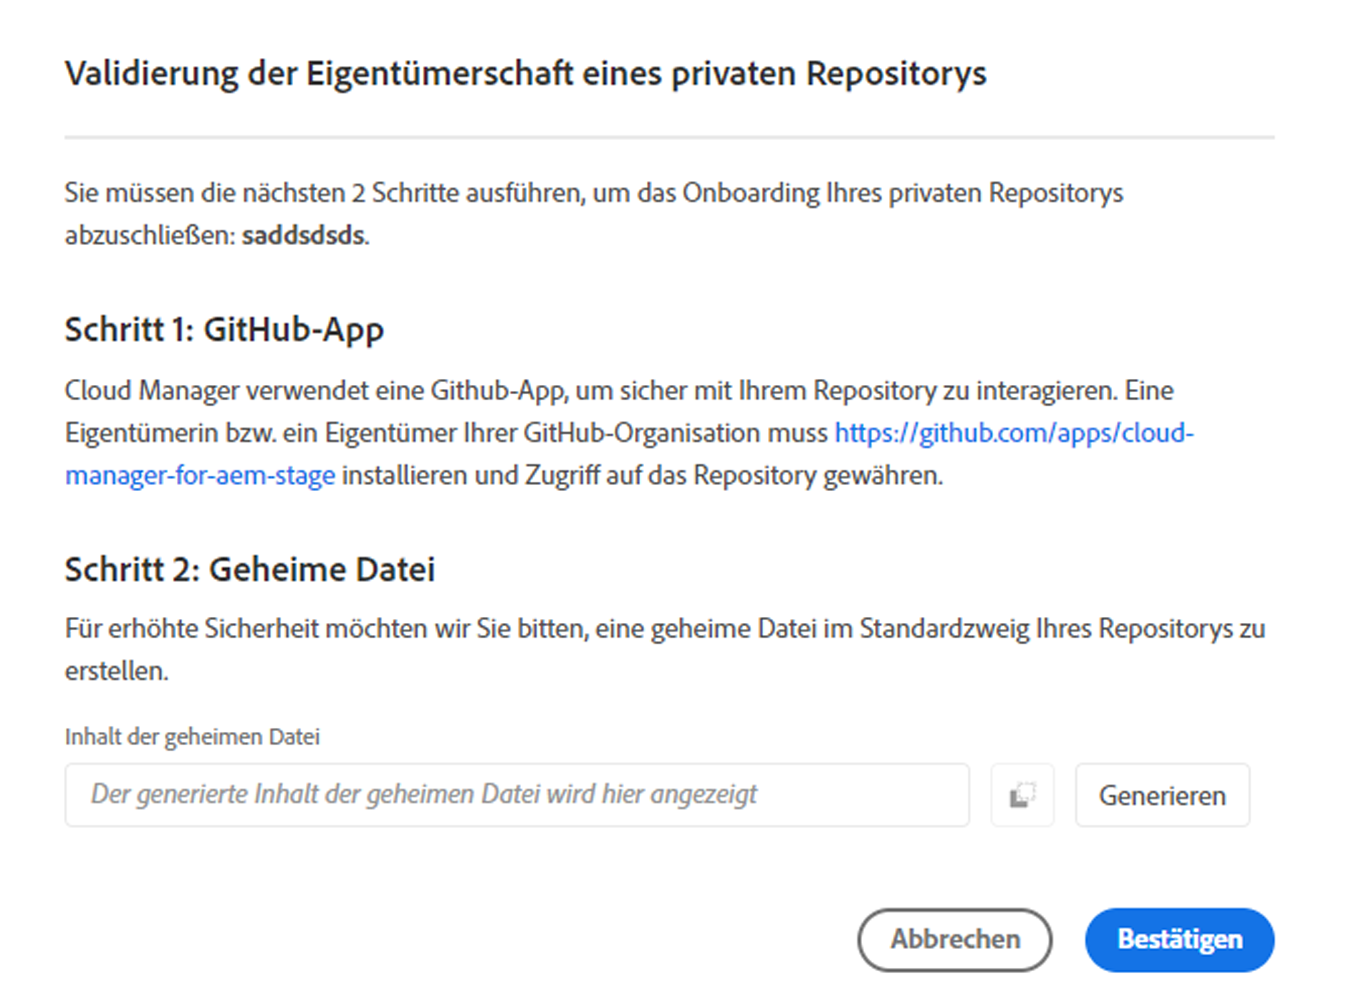 Validierung der Eigentümerschaft eines privaten Repositorys
Sie müssen die nächsten 2 Schritte ausführen, um das Onboarding Ihres privaten Repositorys
abzuschließen: saddsdsds.
Schritt 1: GitHub-App
Cloud Manager verwendet eine Github-App, um sicher mit Ihrem Repository zu interagieren. Eine
Eigentümerin bzw. ein Eigentümer Ihrer GitHub-Organisation muss https://github.com/apps/cloud-
manager-for-aem-stage installieren und Zugriff auf das Repository gewähren.
Schritt 2: Geheime Datei
Für erhöhte Sicherheit möchten wir Sie bitten, eine geheime Datei im Standardzweig Ihres Repositorys zu
erstellen.
Inhalt der geheimen Datei
Der generierte Inhalt der geheimen Datei wird hier angezeigt
Generieren
Abbrechen
Bestätigen